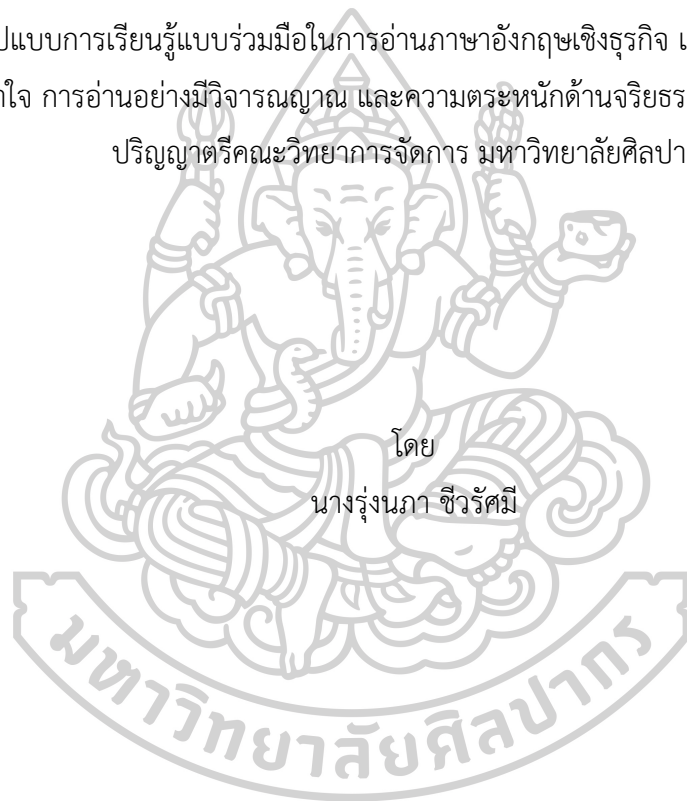 ปแบบการเรียนรู้แบบร่วมมือในการอ่านภาษาอังกฤษเชิงธุรกิจ เ
าใจ การอ่านอย่างมีวิจารณญาณ และความตระหนักด้านจริยธร
ปริญญาตรีคณะวิทยาการจัดการ มหาวิทยาลัยศิลปา
โดย
นางรุ่งนภา ชีวรัศมี
มหาวิทยาลัยศิลปากร